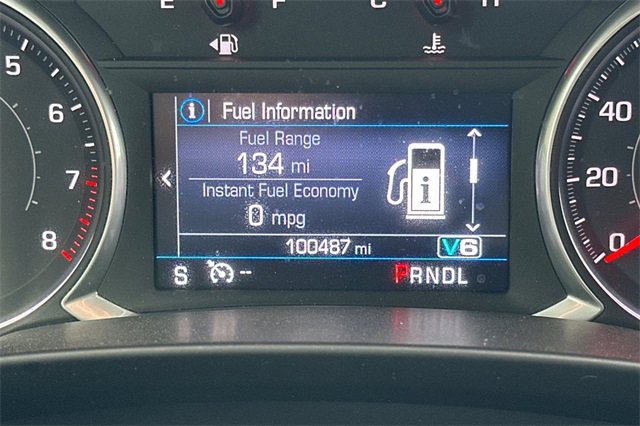 E F C H
5
6
7
8
i Fuel Information
Fuel Range
134 mi
Instant Fuel Economy
0 mpg
i
100487 mi V6
S -- PRNDL
40
20
0